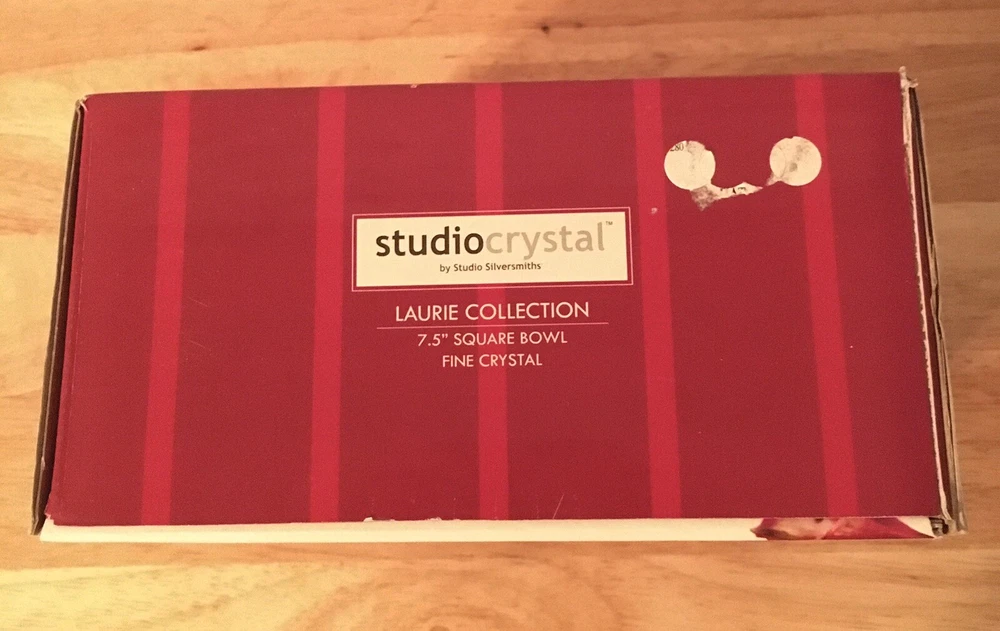 studiocrystal™
by Studio Silversmiths
LAURIE COLLECTION
7.5" SQUARE BOWL
FINE CRYSTAL